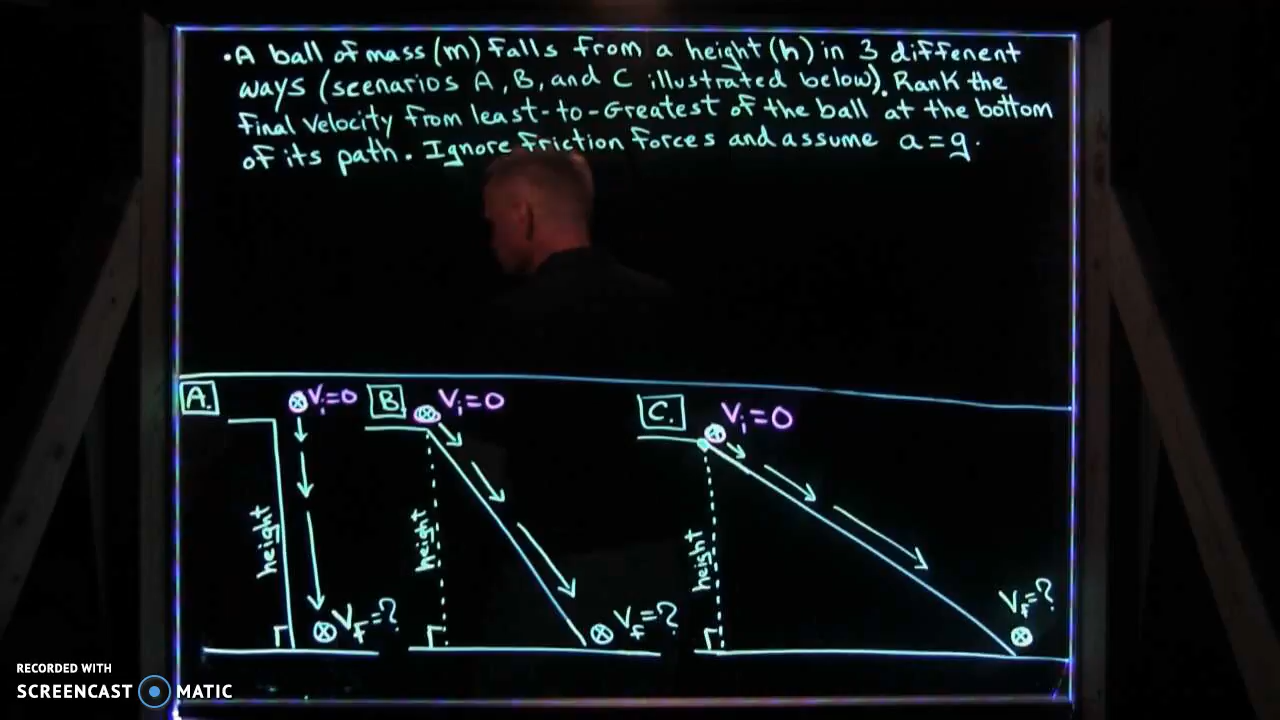 • A ball of mass (m) falls from a height (h) in 3 different
ways (scenarios A, B, and C illustrated below). Rank the
final velocity from least-to-Greatest of the ball at the bottom
of its path. Ignore friction forces and assume a=g.
A.
Vi=0
B
Vi=0
C.
Vi=0
height
height
height
Vf=?
Vf=?
Vf=?
RECORDED WITH
SCREENCAST MATIC